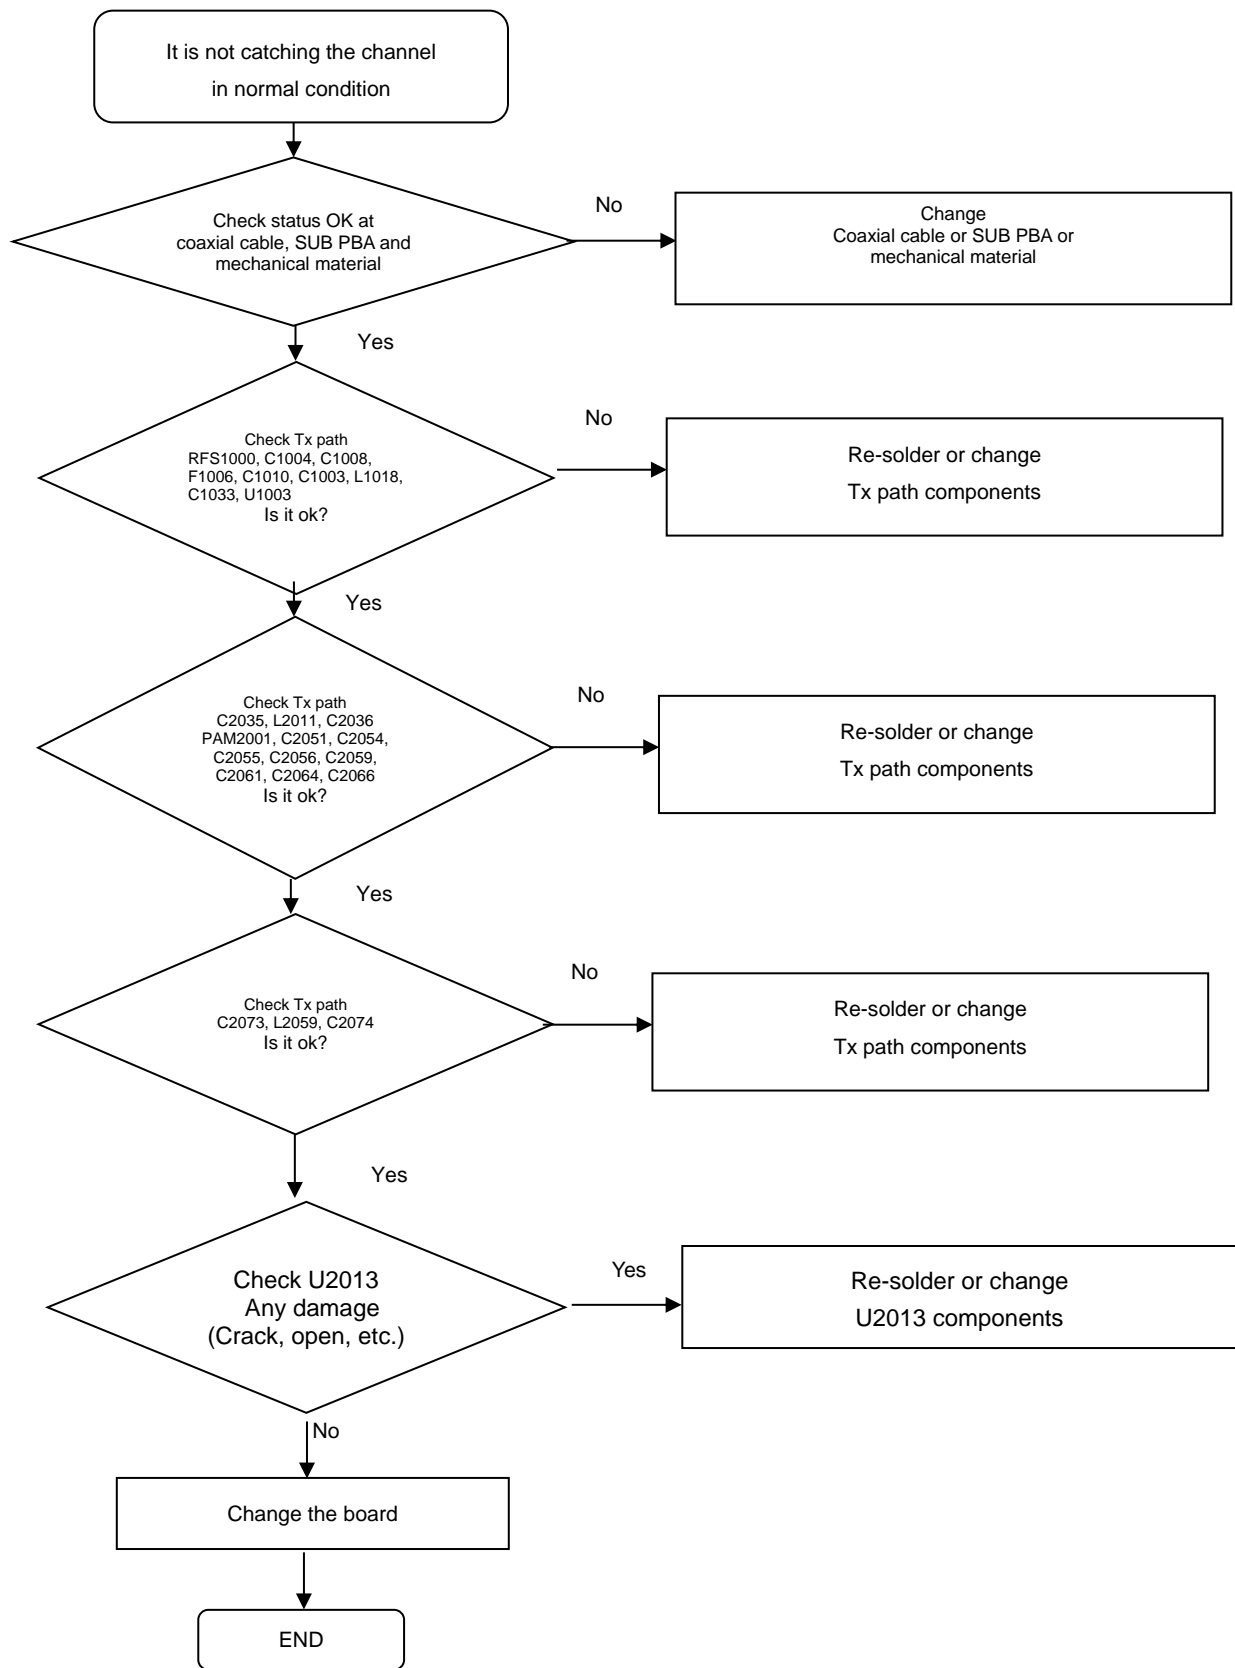 It is not catching the channel
in normal condition
Check status OK at
coaxial cable, SUB PBA and
mechanical material
No
Change
Coaxial cable or SUB PBA or
mechanical material
Yes
Check Tx path
RFS1000, C1004, C1008,
F1006, C1010, C1003, L1018,
C1033, U1003
Is it ok?
No
Re-solder or change
Tx path components
Yes
Check Tx path
C2035, L2011, C2036
PAM2001, C2051, C2054,
C2055, C2056, C2059,
C2061, C2064, C2066
Is it ok?
No
Re-solder or change
Tx path components
Yes
Check Tx path
C2073, L2059, C2074
Is it ok?
No
Re-solder or change
Tx path components
Yes
Check U2013
Any damage
(Crack, open, etc.)
Yes
Re-solder or change
U2013 components
No
Change the board
END